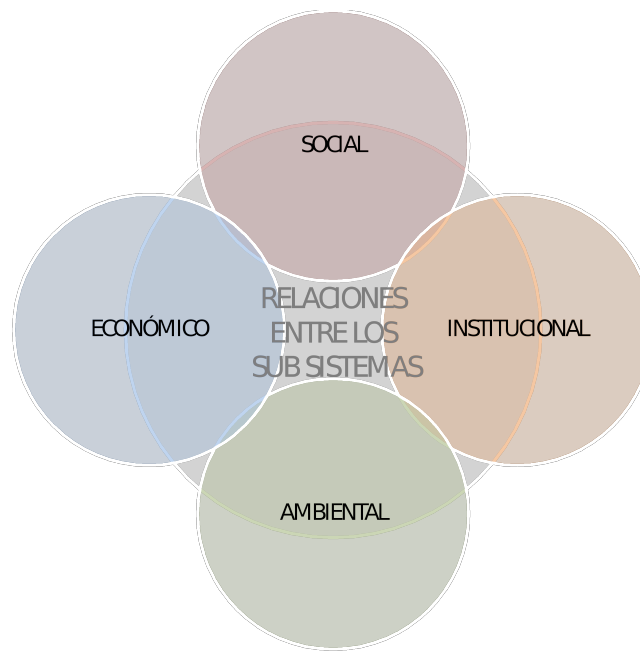 SOCIAL
RELACIONES
ENTRE LOS
SUB SISTEMAS
ECONÓMICO
INSTITUCIONAL
AMBIENTAL